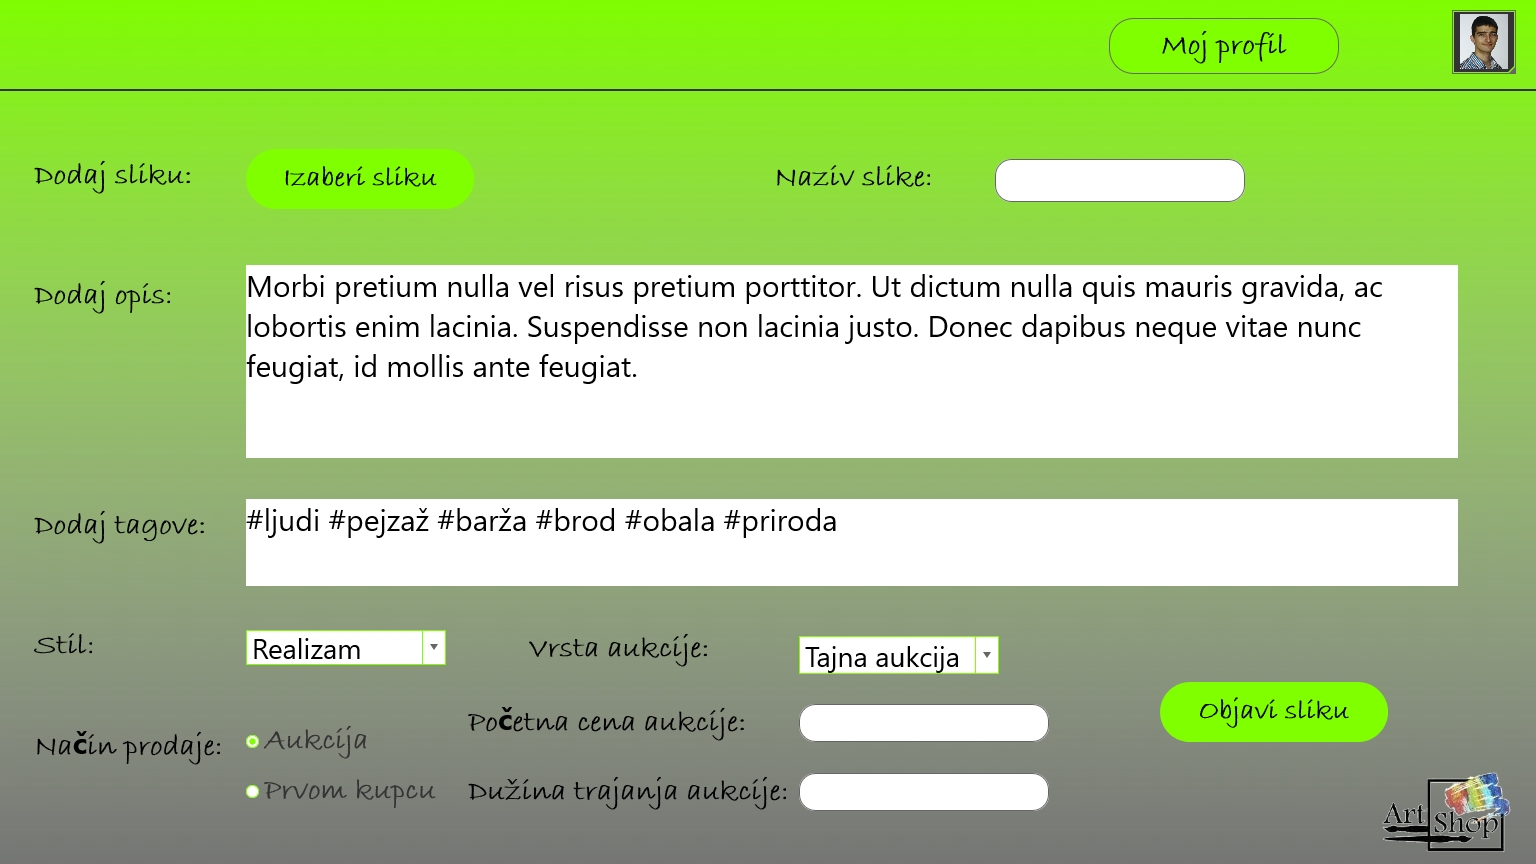 Moj profil
Dodaj sliku:
Izaberi sliku
Naziv slike:
Dodaj opis:
Morbi pretium nulla vel risus pretium porttitor. Ut dictum nulla quis mauris gravida, ac
lobortis enim lacinia. Suspendisse non lacinia justo. Donec dapibus neque vitae nunc
feugiat, id mollis ante feugiat.
Dodaj tagove:
#ljudi #pejzaž #barža #brod #obala #priroda
Stil:
Realizam
Vrsta aukcije:
Tajna aukcija
Objavi sliku
Način prodaje:
Aukcija
Prvom kupcu
Početna cena aukcije:
Dužina trajanja aukcije:
Art
Shop